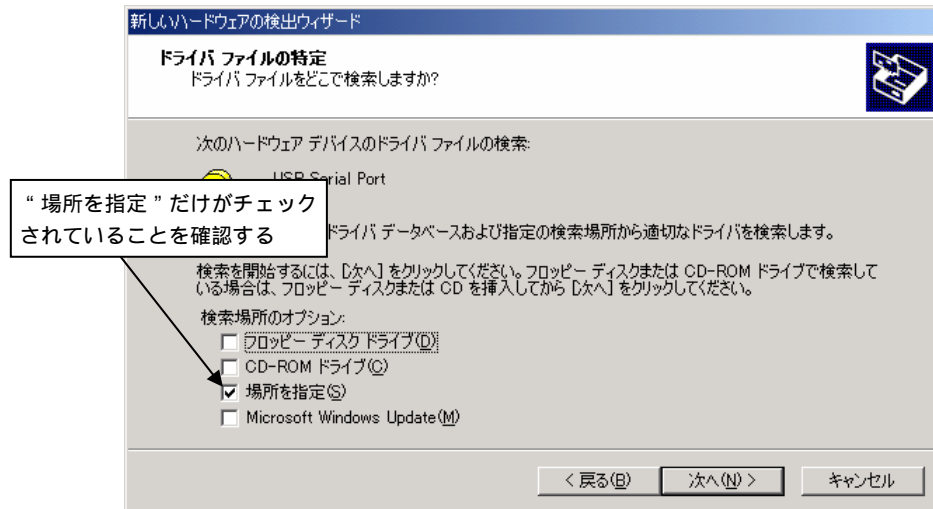 新しいハードウェアの検出ウィザード
ドライバ ファイルの特定
ドライバ ファイルをどこで検索しますか?
次のハードウェア デバイスのドライバ ファイルの検索:
USB Serial Port
“場所を指定”だけがチェック
されていることを確認する
ドライバ データベースおよび指定の検索場所から適切なドライバを検索します。
検索を開始するには、[次へ] をクリックしてください。フロッピー ディスクまたは CD-ROM ドライブで検索して
いる場合は、フロッピー ディスクまたは CD を挿入してから [次へ] をクリックしてください。
検索場所のオプション:
フロッピー ディスク ドライブ(D)
CD-ROM ドライブ(C)
場所を指定(S)
Microsoft Windows Update(M)
< 戻る(B) 次へ(N) > キャンセル